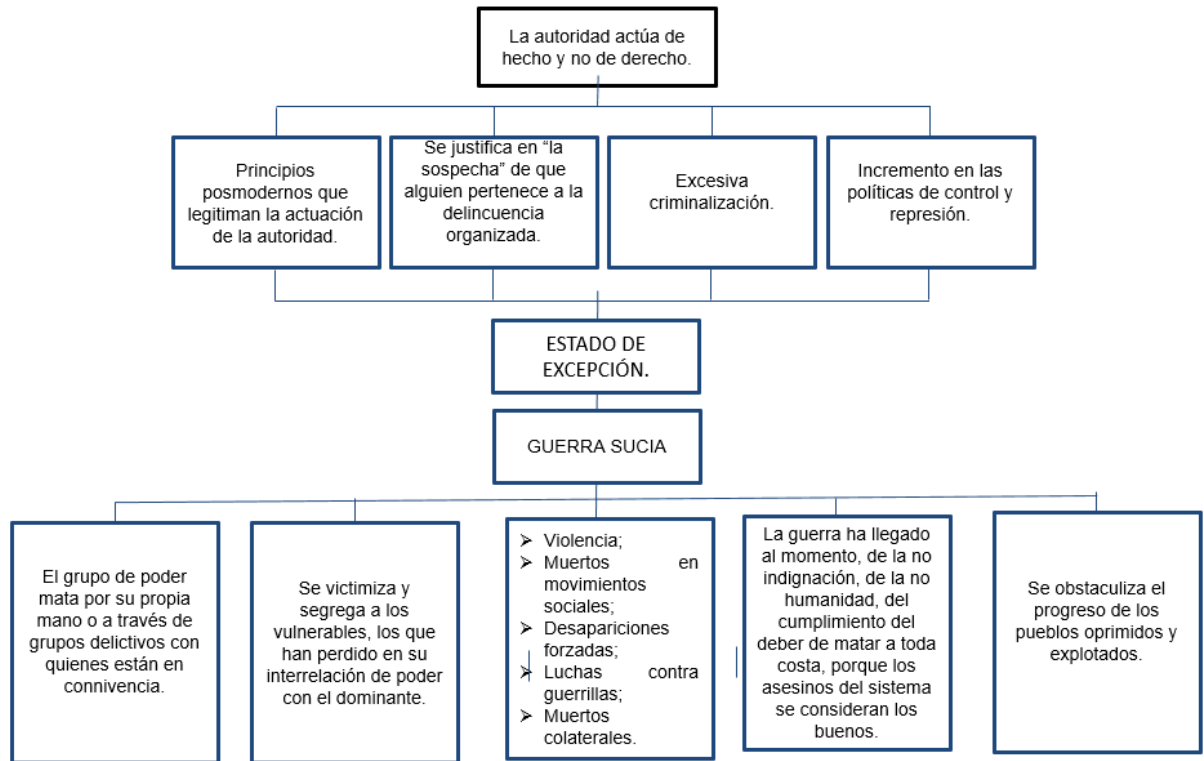 La autoridad actúa de
hecho y no de derecho.
Principios
posmodernos que
legitiman la actuación
de la autoridad.
Se justifica en “la
sospecha” de que
alguien pertenece a la
delincuencia
organizada.
Excesiva
criminalización.
Incremento en las
políticas de control y
represión.
ESTADO DE
EXCEPCIÓN.
GUERRA SUCIA
El grupo de poder
mata por su propia
mano o a través de
grupos delictivos con
quienes están en
connivencia.
Se victimiza y
segrega a los
vulnerables, los que
han perdido en su
interrelación de poder
con el dominante.
➢ Violencia;
➢ Muertos en
movimientos
sociales;
➢ Desapariciones
forzadas;
➢ Luchas contra
guerrillas;
➢ Muertos
colaterales.
La guerra ha llegado
al momento, de la no
indignación, de la no
humanidad, del
cumplimiento del
deber de matar a toda
costa, porque los
asesinos del sistema
se consideran los
buenos.
Se obstaculiza el
progreso de los
pueblos oprimidos y
explotados.